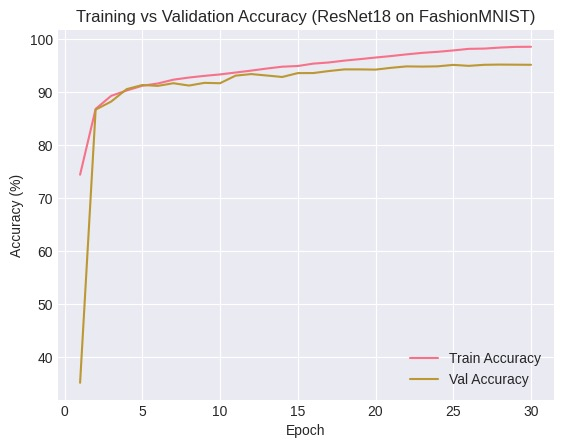 Training vs Validation Accuracy (ResNet18 on FashionMNIST)
100
90
80
70
60
50
40
Accuracy (%)
Train Accuracy
Val Accuracy
0 5 10 15 20 25 30
Epoch